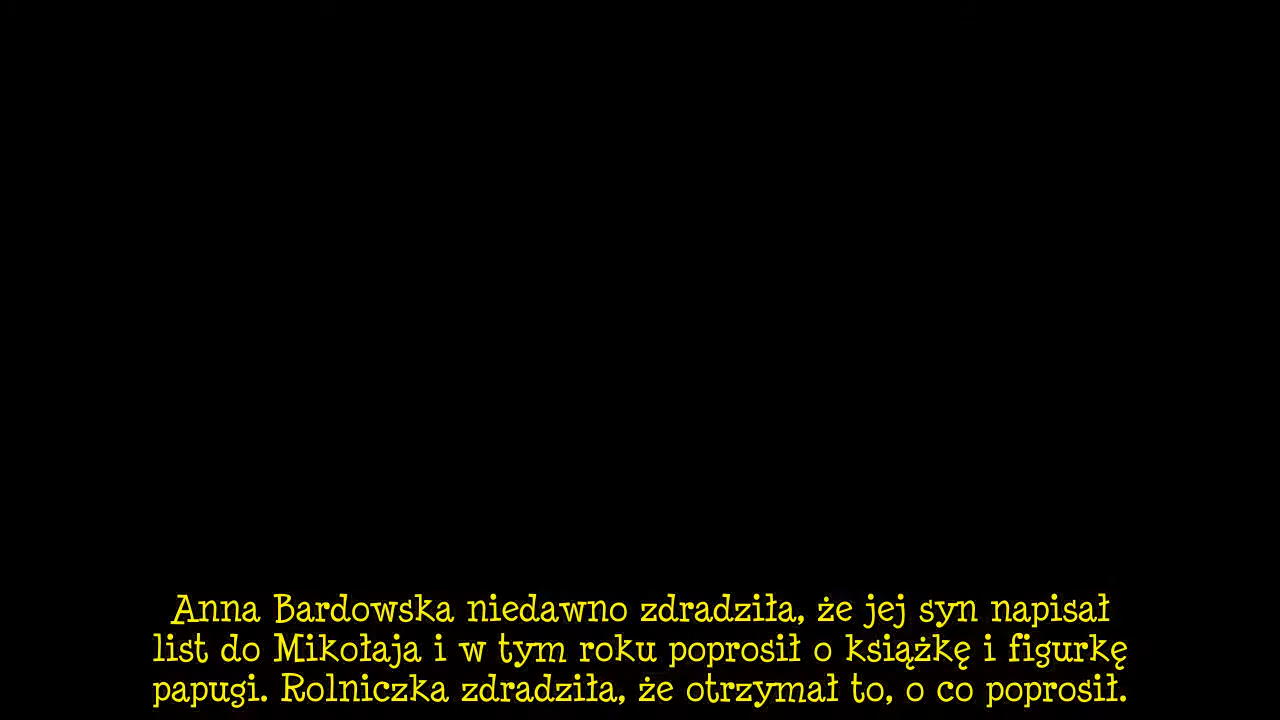 Anna Bardowska niedawno zdradziła, że jej syn napisał
list do Mikołaja i w tym roku poprosił o książkę i figurkę
papugi. Rolniczka zdradziła, że otrzymał to, o co poprosił.